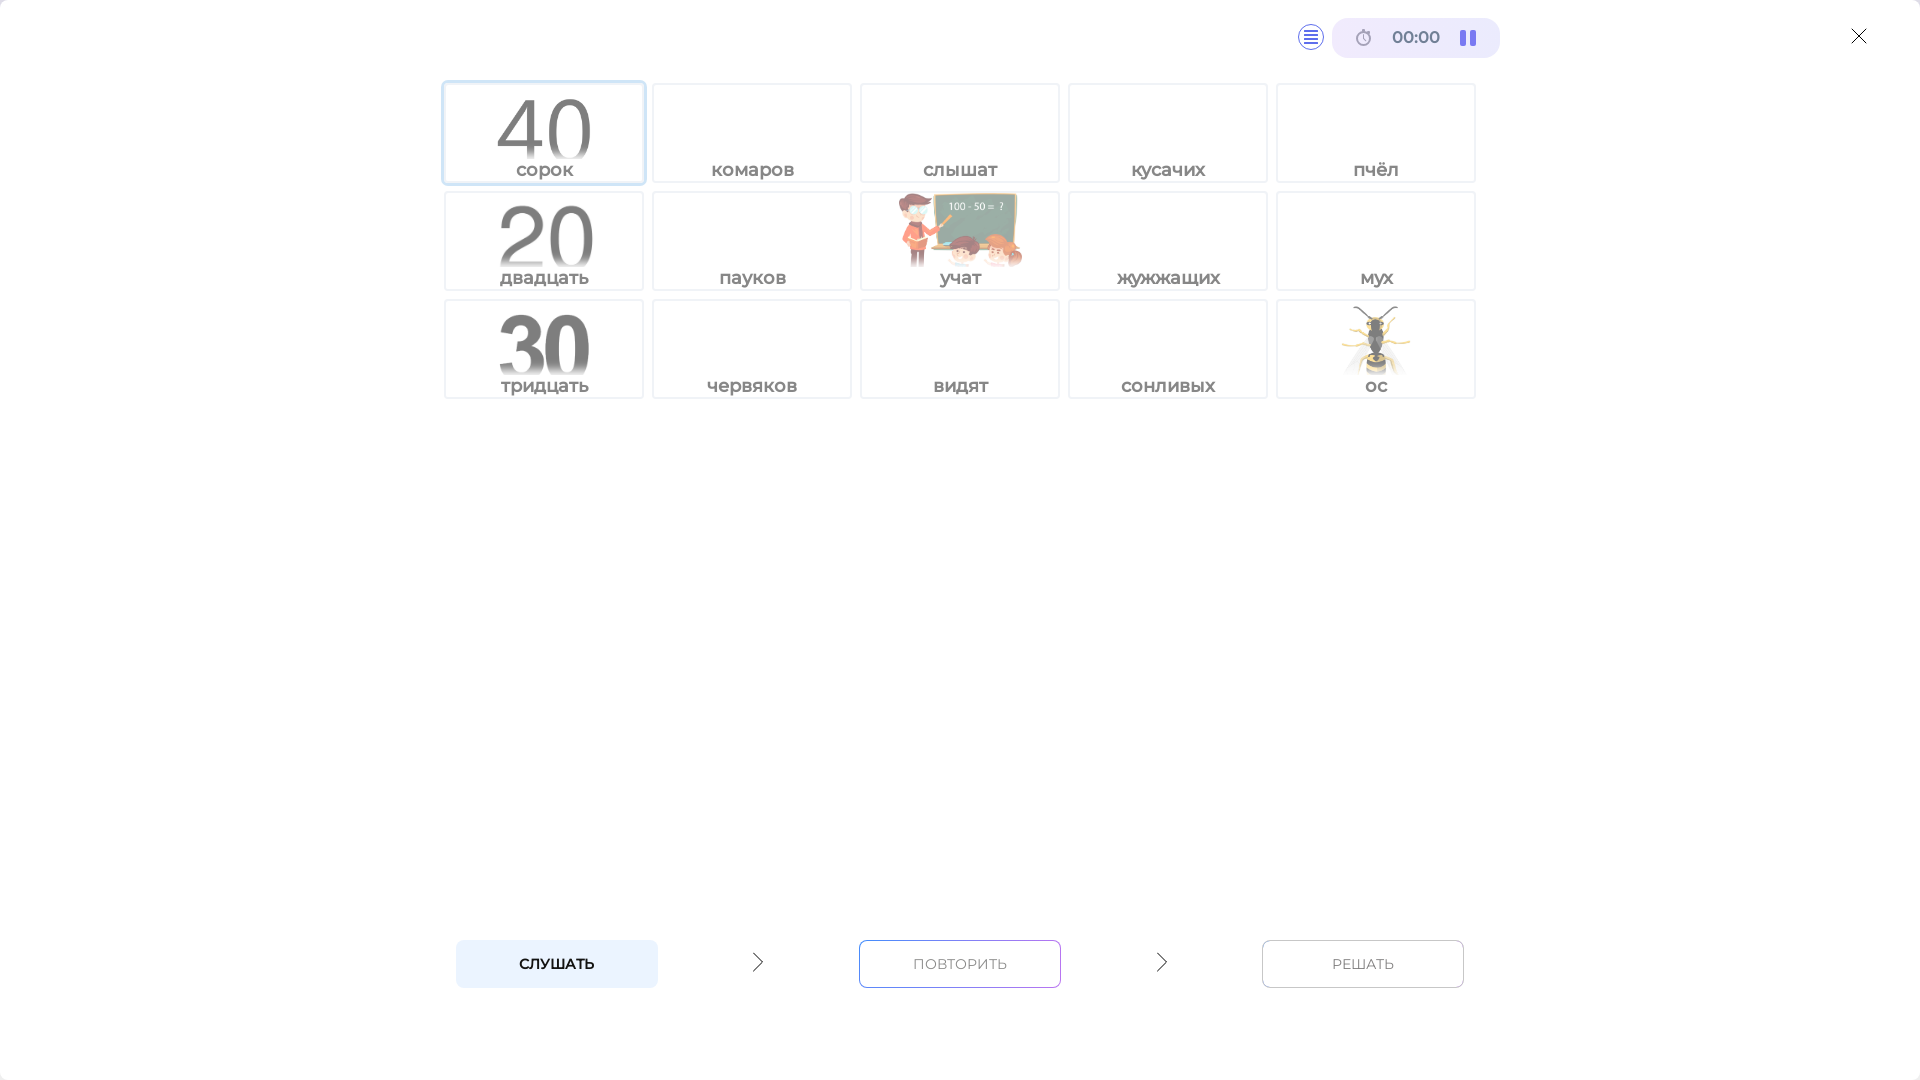 00:00
40
сорок
комаров
слышат
кусачих
пчёл
20
двадцать
пауков
100 - 50 = ?
учат
жужжащих
мух
30
тридцать
червяков
видят
сонливых
ос
СЛУШАТЬ
ПОВТОРИТЬ
РЕШАТЬ